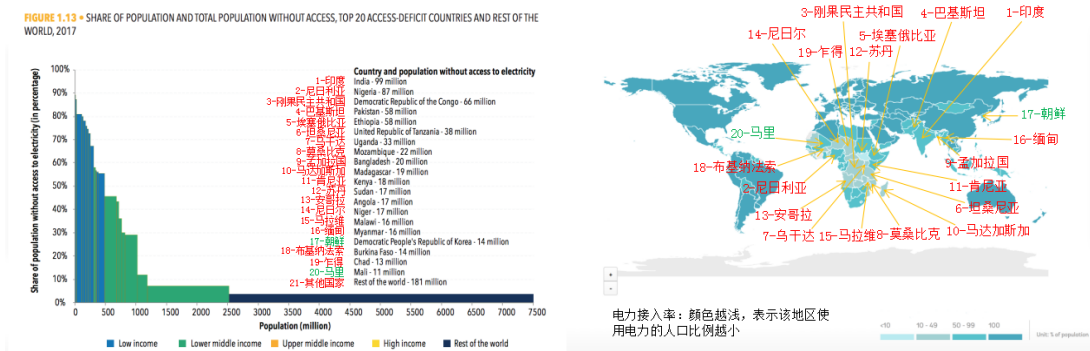 FIGURE 1.13 • SHARE OF POPULATION AND TOTAL POPULATION WITHOUT ACCESS, TOP 20 ACCESS-DEFICIT COUNTRIES AND REST OF THE
WORLD, 2017
Share of population without access to electricity (in percentage)
100%
90%
80%
70%
60%
50%
40%
30%
20%
10%
0%
0
500
1000
1500
2000
2500
3000
3500
4000
4500
5000
5500
6000
6500
7000
7500
Population (million)
Country and population without access to electricity
1-印度 India - 99 million
2-尼日利亚 Nigeria - 87 million
3-刚果民主共和国 Democratic Republic of the Congo - 66 million
4-巴基斯坦 Pakistan - 58 million
5-埃塞俄比亚 Ethiopia - 58 million
6-坦桑尼亚 United Republic of Tanzania - 38 million
7-乌干达 Uganda - 33 million
8-莫桑比克 Mozambique - 22 million
9-孟加拉国 Bangladesh - 20 million
10-马达加斯加 Madagascar - 19 million
11-肯尼亚 Kenya - 18 million
12-苏丹 Sudan - 17 million
13-安哥拉 Angola - 17 million
14-尼日尔 Niger - 17 million
15-马拉维 Malawi - 16 million
16-缅甸 Myanmar - 16 million
17-朝鲜 Democratic People's Republic of Korea - 14 million
18-布基纳法索 Burkina Faso - 14 million
19-乍得 Chad - 13 million
20-马里 Mali - 11 million
21-其他国家 Rest of the world - 181 million
Low income
Lower middle income
Upper middle income
High income
Rest of the world
3-刚果民主共和国
4-巴基斯坦
1-印度
14-尼日尔
5-埃塞俄比亚
19-乍得
12-苏丹
17-朝鲜
20-马里
16-缅甸
18-布基纳法索
9-孟加拉国
2-尼日利亚
11-肯尼亚
13-安哥拉
6-坦桑尼亚
7-乌干达
15-马拉维
8-莫桑比克
10-马达加斯加
+
-
电力接入率：颜色越浅，表示该地区使
用电力的人口比例越小
<10
10 - 49
50 - 99
100
Unit: % of population